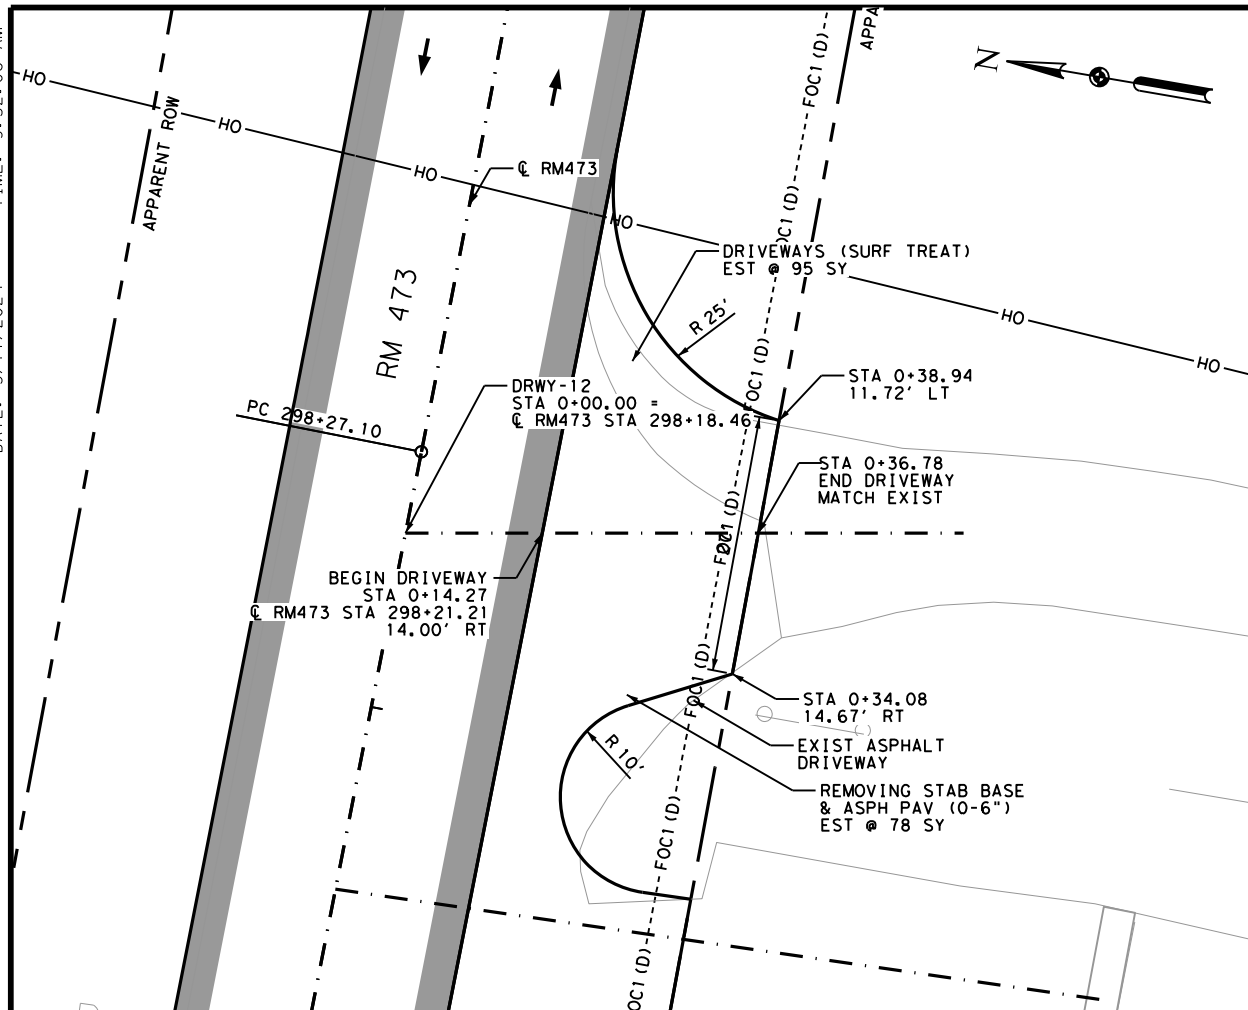 HO
HO
HO
HO
HO
HO
APPARENT ROW
APPA
N
FOC1(D)
℄ RM473
DRIVEWAYS (SURF TREAT)
EST @ 95 SY
RM 473
R 25'
FOC1(D)
STA 0+38.94
11.72' LT
DRWY-12
STA 0+00.00 =
℄ RM473 STA 298+18.46
PC 298+27.10
STA 0+36.78
END DRIVEWAY
MATCH EXIST
FOC1(D)
BEGIN DRIVEWAY
STA 0+14.27
℄ RM473 STA 298+21.21
14.00' RT
FOC1(D)
STA 0+34.08
14.67' RT
EXIST ASPHALT
DRIVEWAY
R 10'
REMOVING STAB BASE
& ASPH PAV (0-6")
EST @ 78 SY
FOC1(D)
OC1(D)